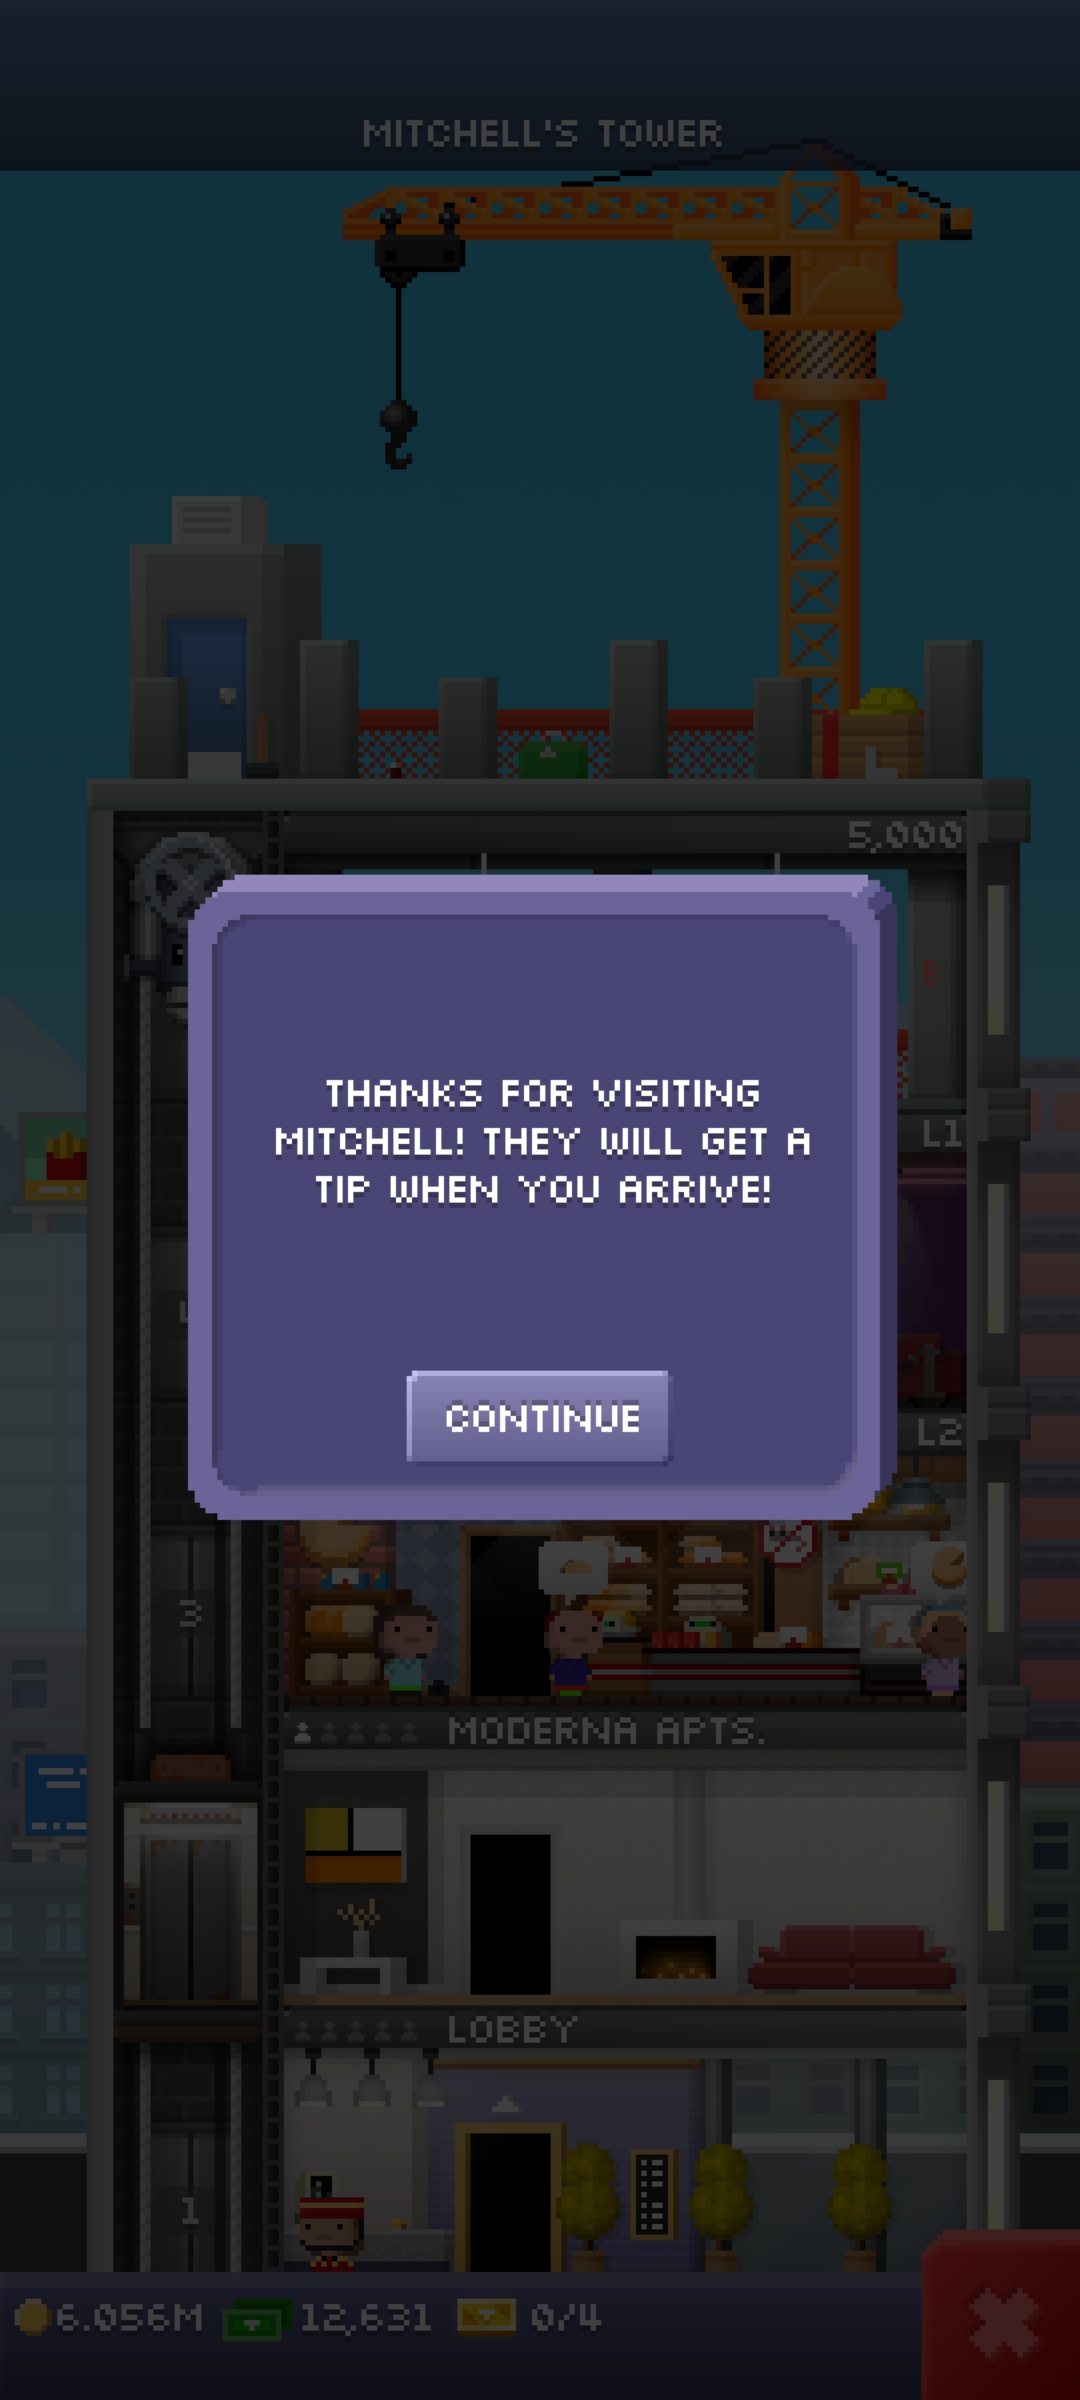 MITCHELL'S TOWER
5,000
L1
THANKS FOR VISITING
MITCHELL! THEY WILL GET A
TIP WHEN YOU ARRIVE!
CONTINUE
L2
3
MODERNA APTS.
LOBBY
1
6.056M 12,631 0/4